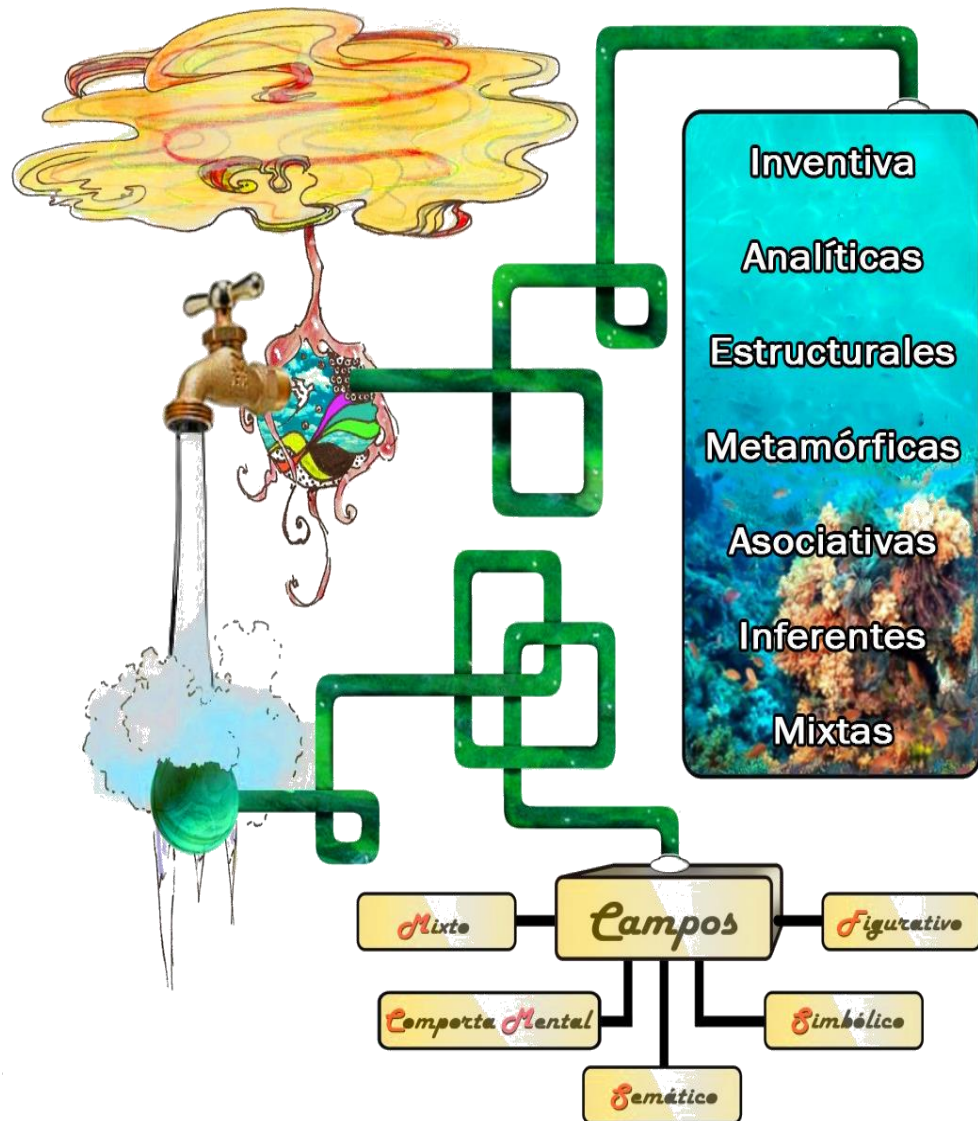 Inventiva
Analíticas
Estructurales
Metamórficas
Asociativas
Inferentes
Mixtas
Campos
Mixto
Figurativo
Comporta Mental
Simbólico
Semático